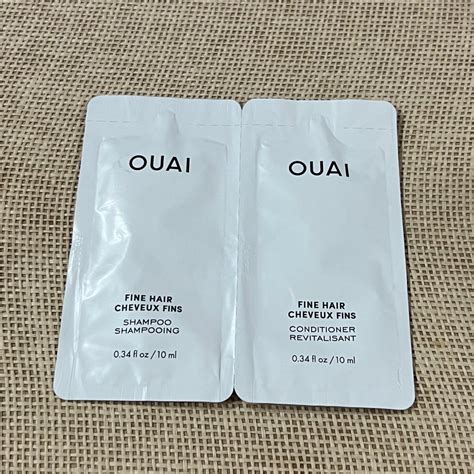 OUAI
FINE HAIR
CHEVEUX FINS
SHAMPOO
SHAMPOOING
0.34 fl oz / 10 ml
OUAI
FINE HAIR
CHEVEUX FINS
CONDITIONER
REVITALISANT
0.34 fl oz / 10 ml